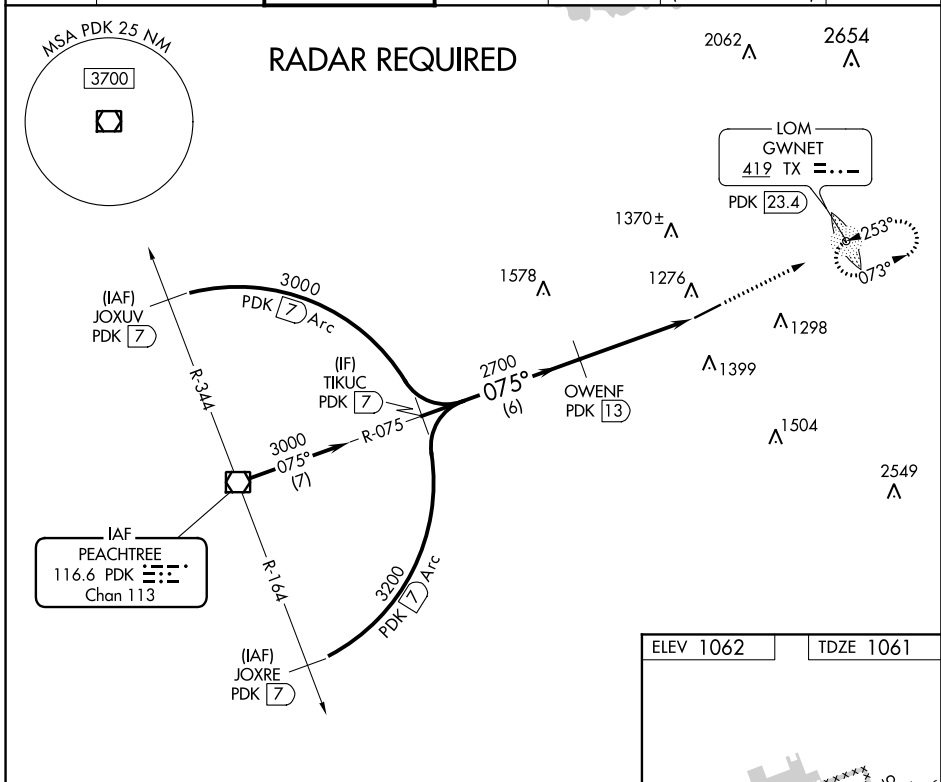 MSA PDK 25 NM
3700
RADAR REQUIRED
2062
2654
LOM
GWNET
419 TX
PDK 23.4
253°
073°
1370±
1578
1276
1298
1399
1504
2549
(IAF)
JOXUV
PDK 7
3000
PDK 7 Arc
R-344
(IF)
TIKUC
PDK 7
2700
075°
(6)
OWENF
PDK 13
R-075
3000
075°
(7)
IAF
PEACHTREE
116.6 PDK
Chan 113
R-164
3200
PDK 7 Arc
(IAF)
JOXRE
PDK 7
ELEV 1062
TDZE 1061